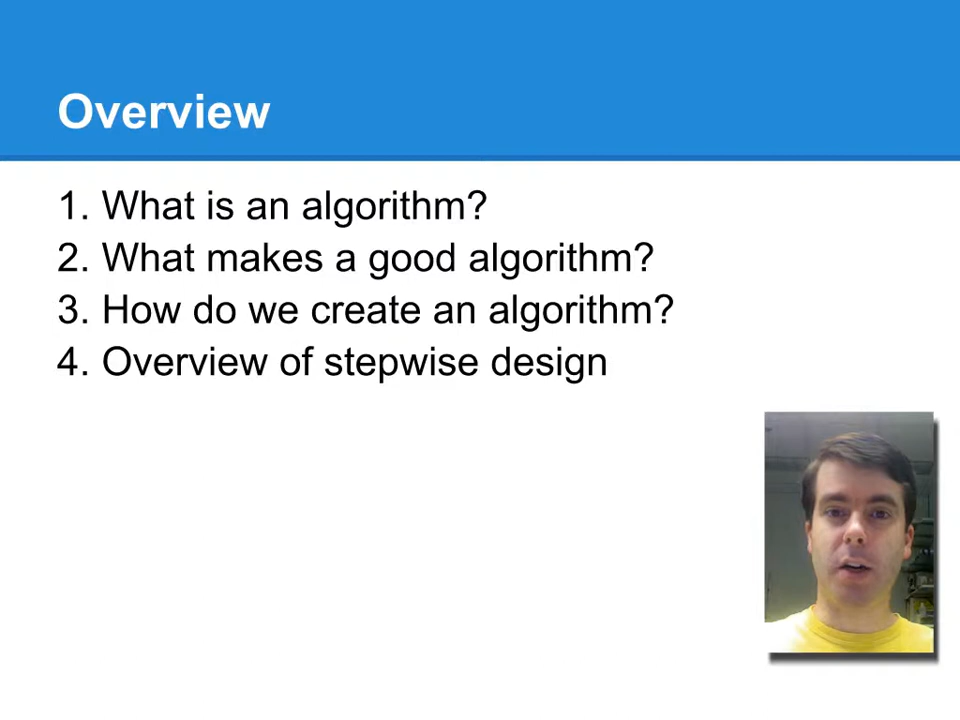 Overview
1. What is an algorithm?
2. What makes a good algorithm?
3. How do we create an algorithm?
4. Overview of stepwise design